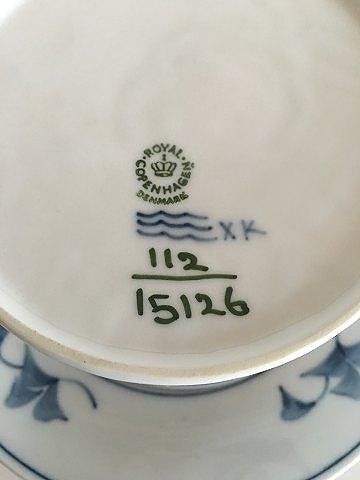 ROYAL COPENHAGEN
DENMARK
XK
112
15126